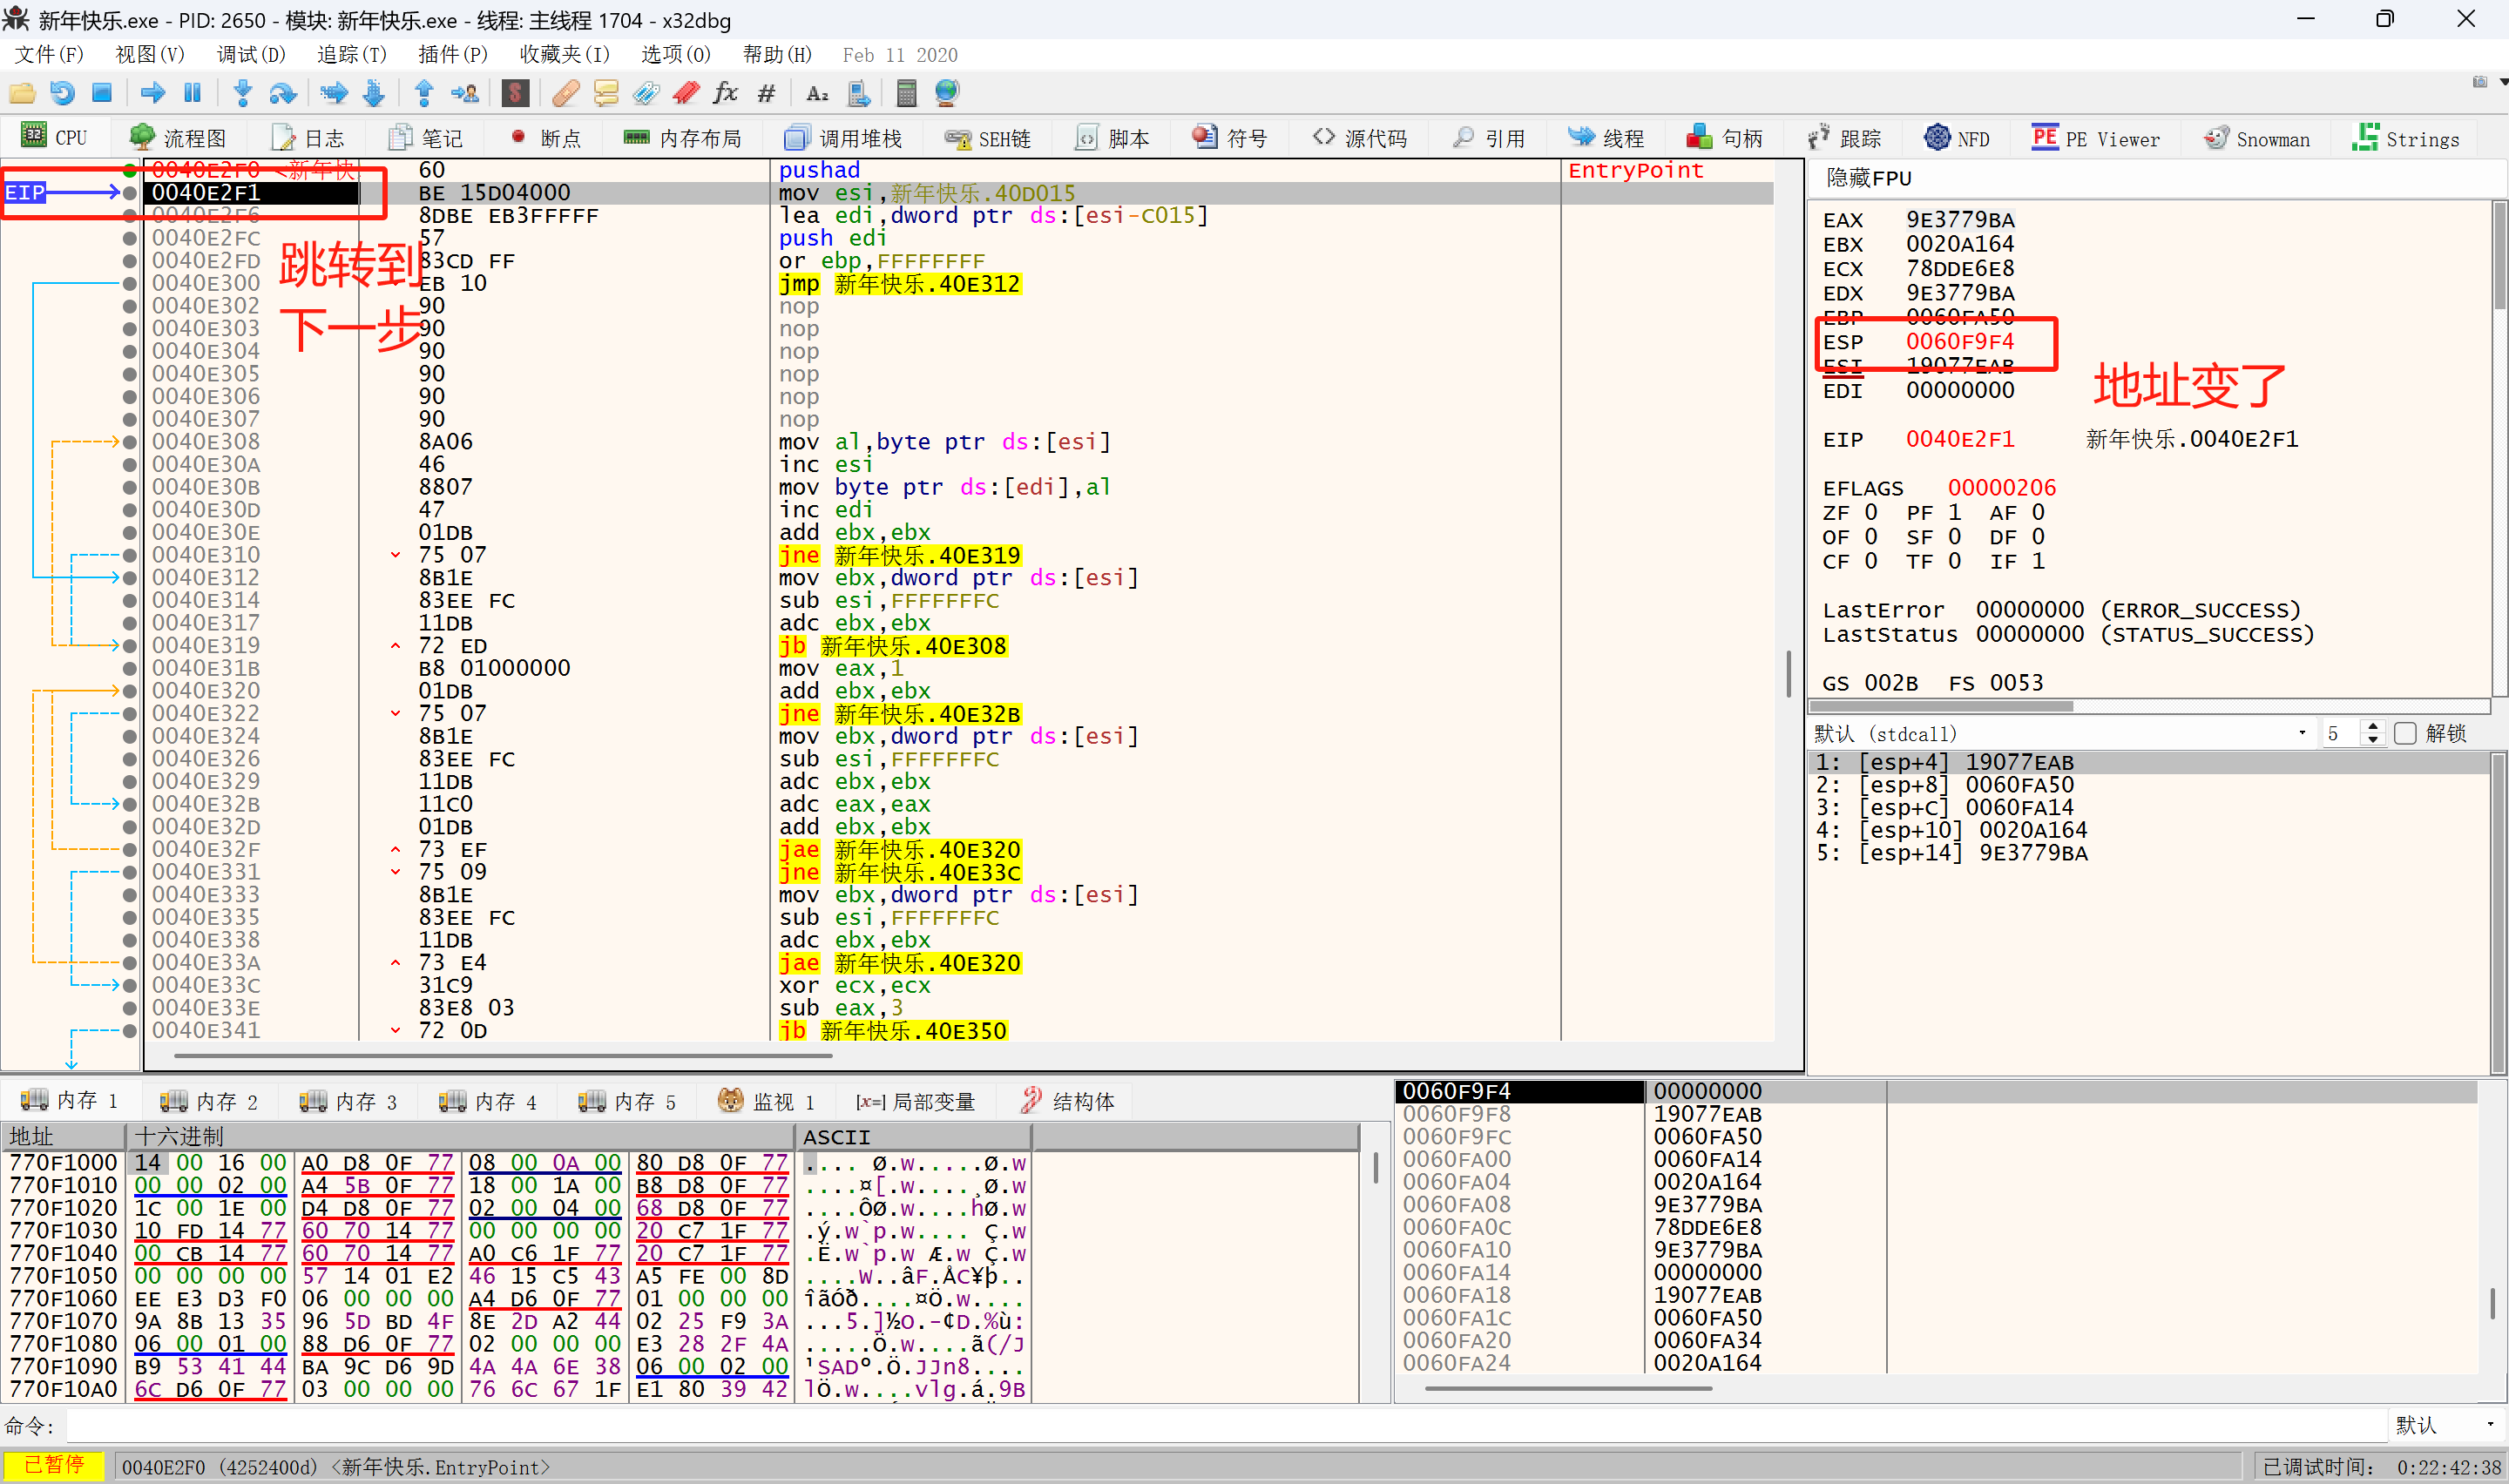 新年快乐.exe - PID: 2650 - 模块: 新年快乐.exe - 线程: 主线程 1704 - x32dbg
文件(F) 视图(V) 调试(D) 追踪(T) 插件(P) 收藏夹(I) 选项(O) 帮助(H) Feb 11 2020
CPU 流程图 日志 笔记 断点 内存布局 调用堆栈 SEH链 脚本 符号 源代码 引用 线程 句柄 跟踪 NFD PE Viewer Snowman Strings
0040E2F0 <新年快 60 pushad EntryPoint
EIP 0040E2F1 BE 15D04000 mov esi,新年快乐.40D015
0040E2F6 8DBE EB3FFFFF lea edi,dword ptr ds:[esi-C015]
0040E2FC 57 push edi
0040E2FD 83CD FF or ebp,FFFFFFFF
0040E300 EB 10 jmp 新年快乐.40E312
0040E302 90 nop
0040E303 90 nop
0040E304 90 nop
0040E305 90 nop
0040E306 90 nop
0040E307 90 nop
0040E308 8A06 mov al,byte ptr ds:[esi]
0040E30A 46 inc esi
0040E30B 8807 mov byte ptr ds:[edi],al
0040E30D 47 inc edi
0040E30E 01DB add ebx,ebx
0040E310 75 07 jne 新年快乐.40E319
0040E312 8B1E mov ebx,dword ptr ds:[esi]
0040E314 83EE FC sub esi,FFFFFFFC
0040E317 11DB adc ebx,ebx
0040E319 72 ED jb 新年快乐.40E308
0040E31B B8 01000000 mov eax,1
0040E320 01DB add ebx,ebx
0040E322 75 07 jne 新年快乐.40E32B
0040E324 8B1E mov ebx,dword ptr ds:[esi]
0040E326 83EE FC sub esi,FFFFFFFC
0040E329 11DB adc ebx,ebx
0040E32B 11C0 adc eax,eax
0040E32D 01DB add ebx,ebx
0040E32F 73 EF jae 新年快乐.40E320
0040E331 75 09 jne 新年快乐.40E33C
0040E333 8B1E mov ebx,dword ptr ds:[esi]
0040E335 83EE FC sub esi,FFFFFFFC
0040E338 11DB adc ebx,ebx
0040E33A 73 E4 jae 新年快乐.40E320
0040E33C 31C9 xor ecx,ecx
0040E33E 83E8 03 sub eax,3
0040E341 72 0D jb 新年快乐.40E350
跳转到
下一步
隐藏FPU
EAX 9E3779BA
EBX 0020A164
ECX 78DDE6E8
EDX 9E3779BA
EBP 0060FA50
ESP 0060F9F4
ESI 19077EAB
EDI 00000000
地址变了
EIP 0040E2F1 新年快乐.0040E2F1
EFLAGS 00000206
ZF 0 PF 1 AF 0
OF 0 SF 0 DF 0
CF 0 TF 0 IF 1
LastError 00000000 (ERROR_SUCCESS)
LastStatus 00000000 (STATUS_SUCCESS)
GS 002B FS 0053
默认 (stdcall) 5 解锁
1: [esp+4] 19077EAB
2: [esp+8] 0060FA50
3: [esp+C] 0060FA14
4: [esp+10] 0020A164
5: [esp+14] 9E3779BA
内存 1 内存 2 内存 3 内存 4 内存 5 监视 1 [x=] 局部变量 结构体
地址 十六进制 ASCII
770F1000 14 00 16 00 A0 D8 0F 77 08 00 0A 00 80 D8 0F 77 .... Ø.w.....Ø.w
770F1010 00 00 02 00 A4 5B 0F 77 18 00 1A 00 B8 D8 0F 77 ....¤[.w....¸Ø.w
770F1020 1C 00 1E 00 D4 D8 0F 77 02 00 04 00 68 D8 0F 77 ....ÔØ.w....hØ.w
770F1030 10 FD 14 77 60 70 14 77 00 00 00 00 20 C7 1F 77 .ý.w`p.w.... Ç.w
770F1040 00 CB 14 77 60 70 14 77 A0 C6 1F 77 20 C7 1F 77 .Ë.w`p.w Æ.w Ç.w
770F1050 00 00 00 00 57 14 01 E2 46 15 C5 43 A5 FE 00 8D ....W..âF.ÅC¥þ..
770F1060 EE E3 D3 F0 06 00 00 00 A4 D6 0F 77 01 00 00 00 îãÓð....¤Ö.w....
770F1070 9A 8B 13 35 96 5D BD 4F 8E 2D A2 44 02 25 F9 3A ...5.]½O.-¢D.%ù:
770F1080 06 00 01 00 88 D6 0F 77 02 00 00 00 E3 28 2F 4A .....Ö.w....ã(/J
770F1090 B9 53 41 44 BA 9C D6 9D 4A 4A 6E 38 06 00 02 00 ¹SADº.Ö.JJn8....
770F10A0 6C D6 0F 77 03 00 00 00 76 6C 67 1F E1 80 39 42 lÖ.w....vlg.á.9B
0060F9F4 00000000
0060F9F8 19077EAB
0060F9FC 0060FA50
0060FA00 0060FA14
0060FA04 0020A164
0060FA08 9E3779BA
0060FA0C 78DDE6E8
0060FA10 9E3779BA
0060FA14 00000000
0060FA18 19077EAB
0060FA1C 0060FA50
0060FA20 0060FA34
0060FA24 0020A164
命令: 默认
已暂停 0040E2F0 (4252400d) <新年快乐.EntryPoint> 已调试时间: 0:22:42:38